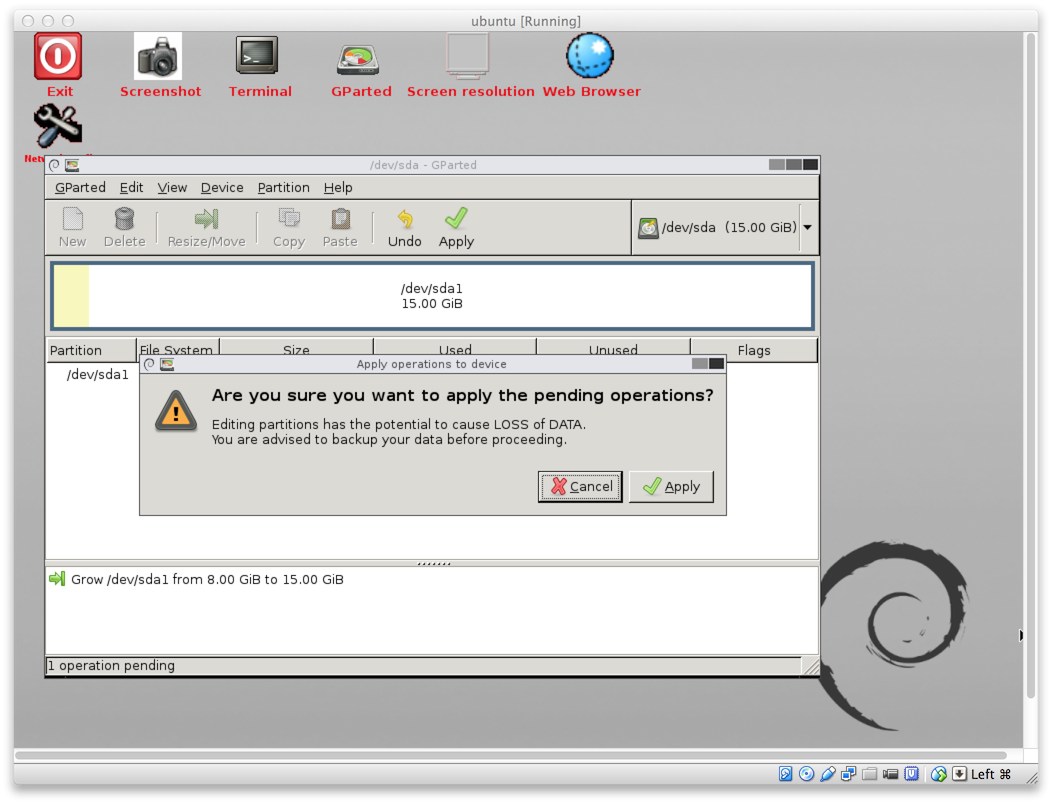 ubuntu [Running]
Exit
Screenshot
Terminal
GParted
Screen resolution
Web Browser
/dev/sda - GParted
GParted Edit View Device Partition Help
New Delete Resize/Move Copy Paste Undo Apply
/dev/sda (15.00 GiB)
/dev/sda1
15.00 GiB
Partition File System Size Used Unused Flags
/dev/sda1
Apply operations to device
Are you sure you want to apply the pending operations?
Editing partitions has the potential to cause LOSS of DATA.
You are advised to backup your data before proceeding.
Cancel Apply
Grow /dev/sda1 from 8.00 GiB to 15.00 GiB
1 operation pending
Left ⌘